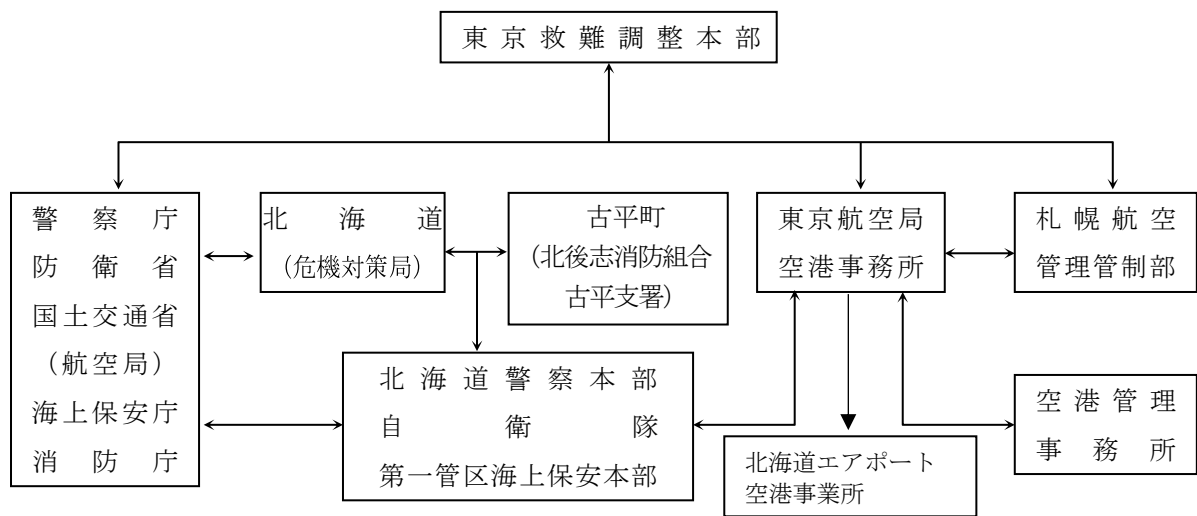 東京救難調整本部
警察庁
防衛省
国土交通省
（航空局）
海上保安庁
消防庁
北海道
（危機対策局）
古平町
（北後志消防組合
古平支署）
東京航空局
空港事務所
札幌航空
管理管制部
北海道警察本部
自衛隊
第一管区海上保安本部
北海道エアポート
空港事業所
空港管理
事務所